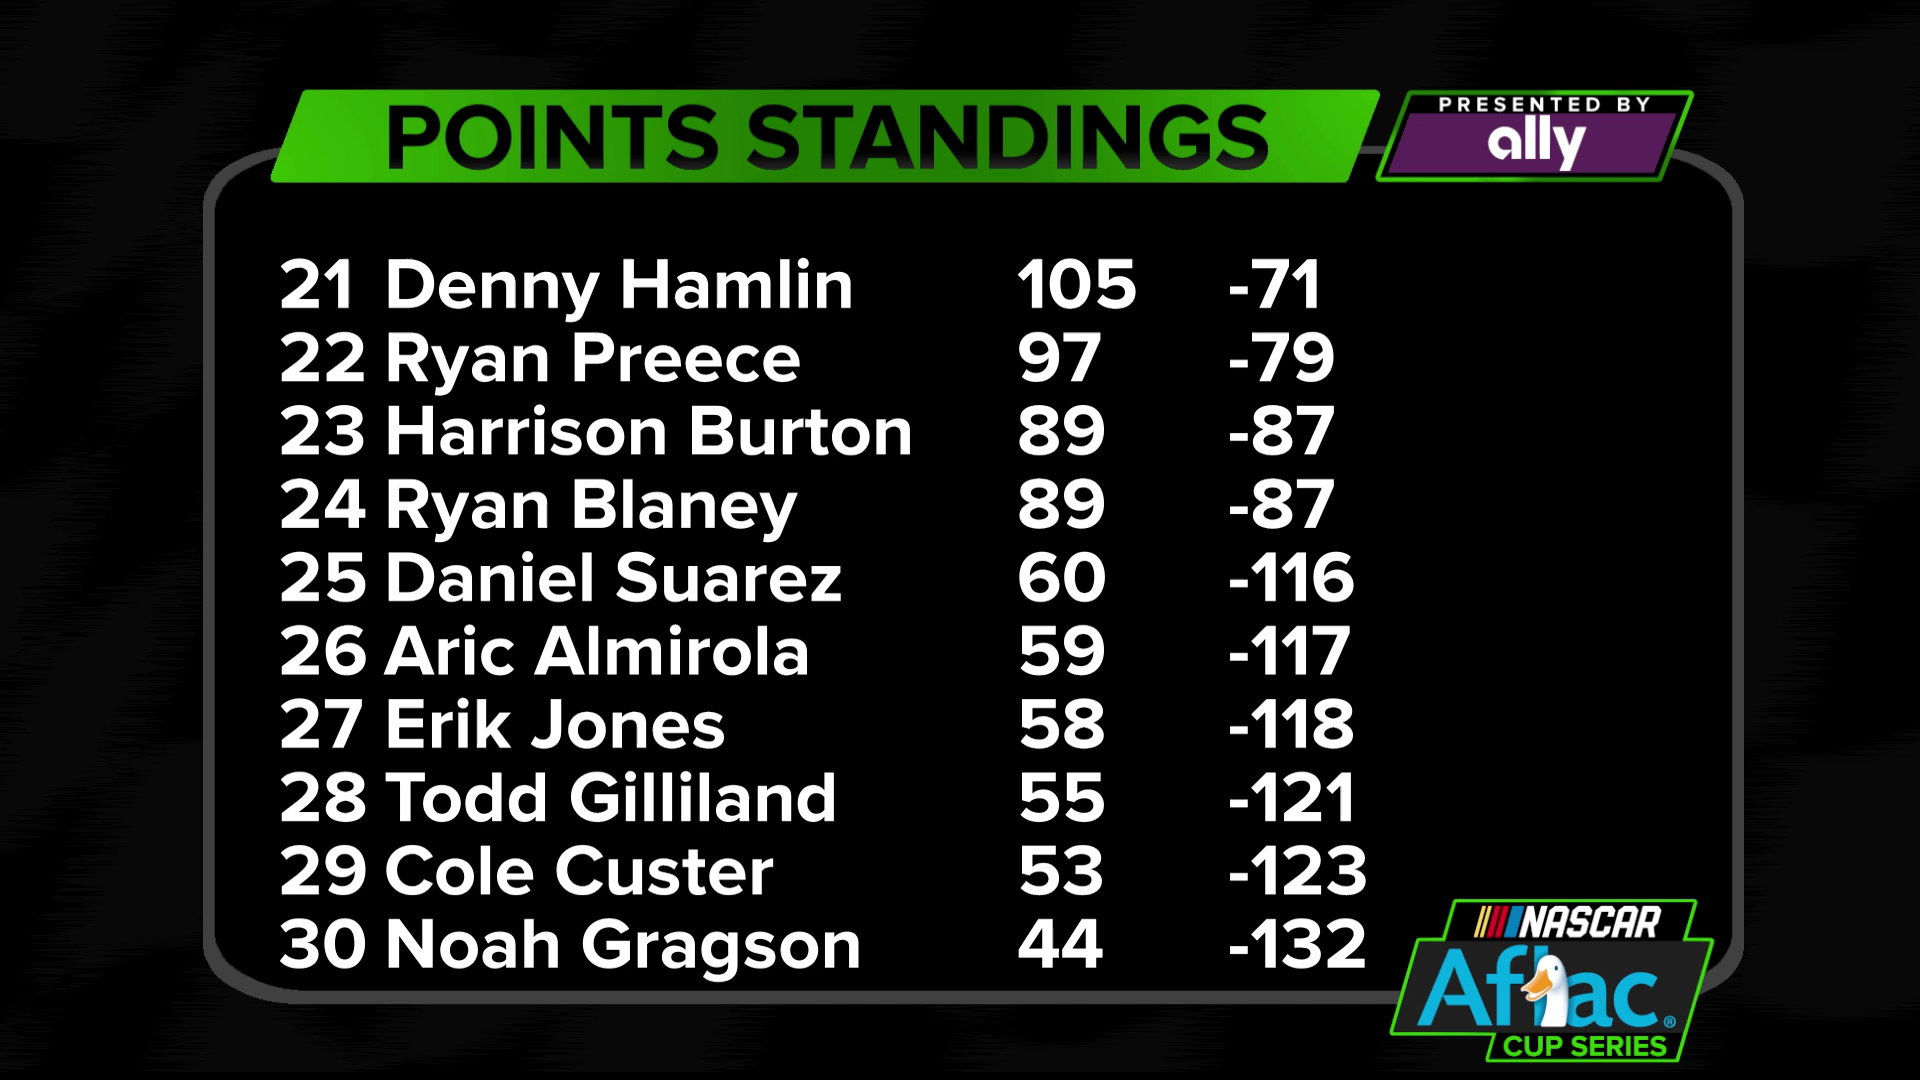 POINTS STANDINGS
PRESENTED BY
ally
21 Denny Hamlin 105 -71
22 Ryan Preece 97 -79
23 Harrison Burton 89 -87
24 Ryan Blaney 89 -87
25 Daniel Suarez 60 -116
26 Aric Almirola 59 -117
27 Erik Jones 58 -118
28 Todd Gilliland 55 -121
29 Cole Custer 53 -123
30 Noah Gragson 44 -132
NASCAR
Aflac®
CUP SERIES